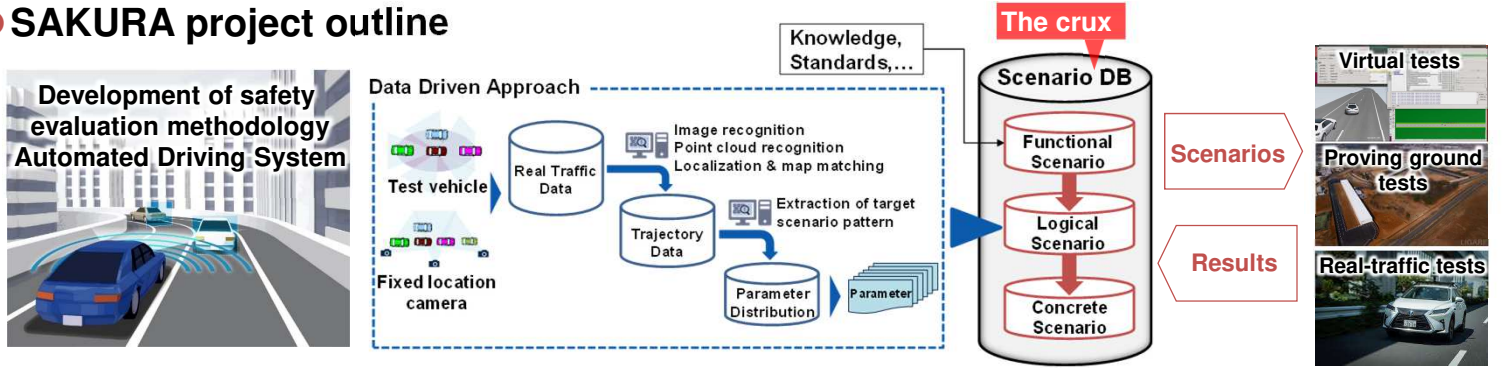 SAKURA project outline
Development of safety
evaluation methodology
Automated Driving System
Data Driven Approach
Test vehicle
Fixed location
camera
Real Traffic
Data
Image recognition
Point cloud recognition
Localization & map matching
Trajectory
Data
Extraction of target
scenario pattern
Parameter
Distribution
Parameter
Knowledge,
Standards,...
The crux
Scenario DB
Functional
Scenario
Logical
Scenario
Concrete
Scenario
Scenarios
Results
Virtual tests
Proving ground
tests
Real-traffic tests